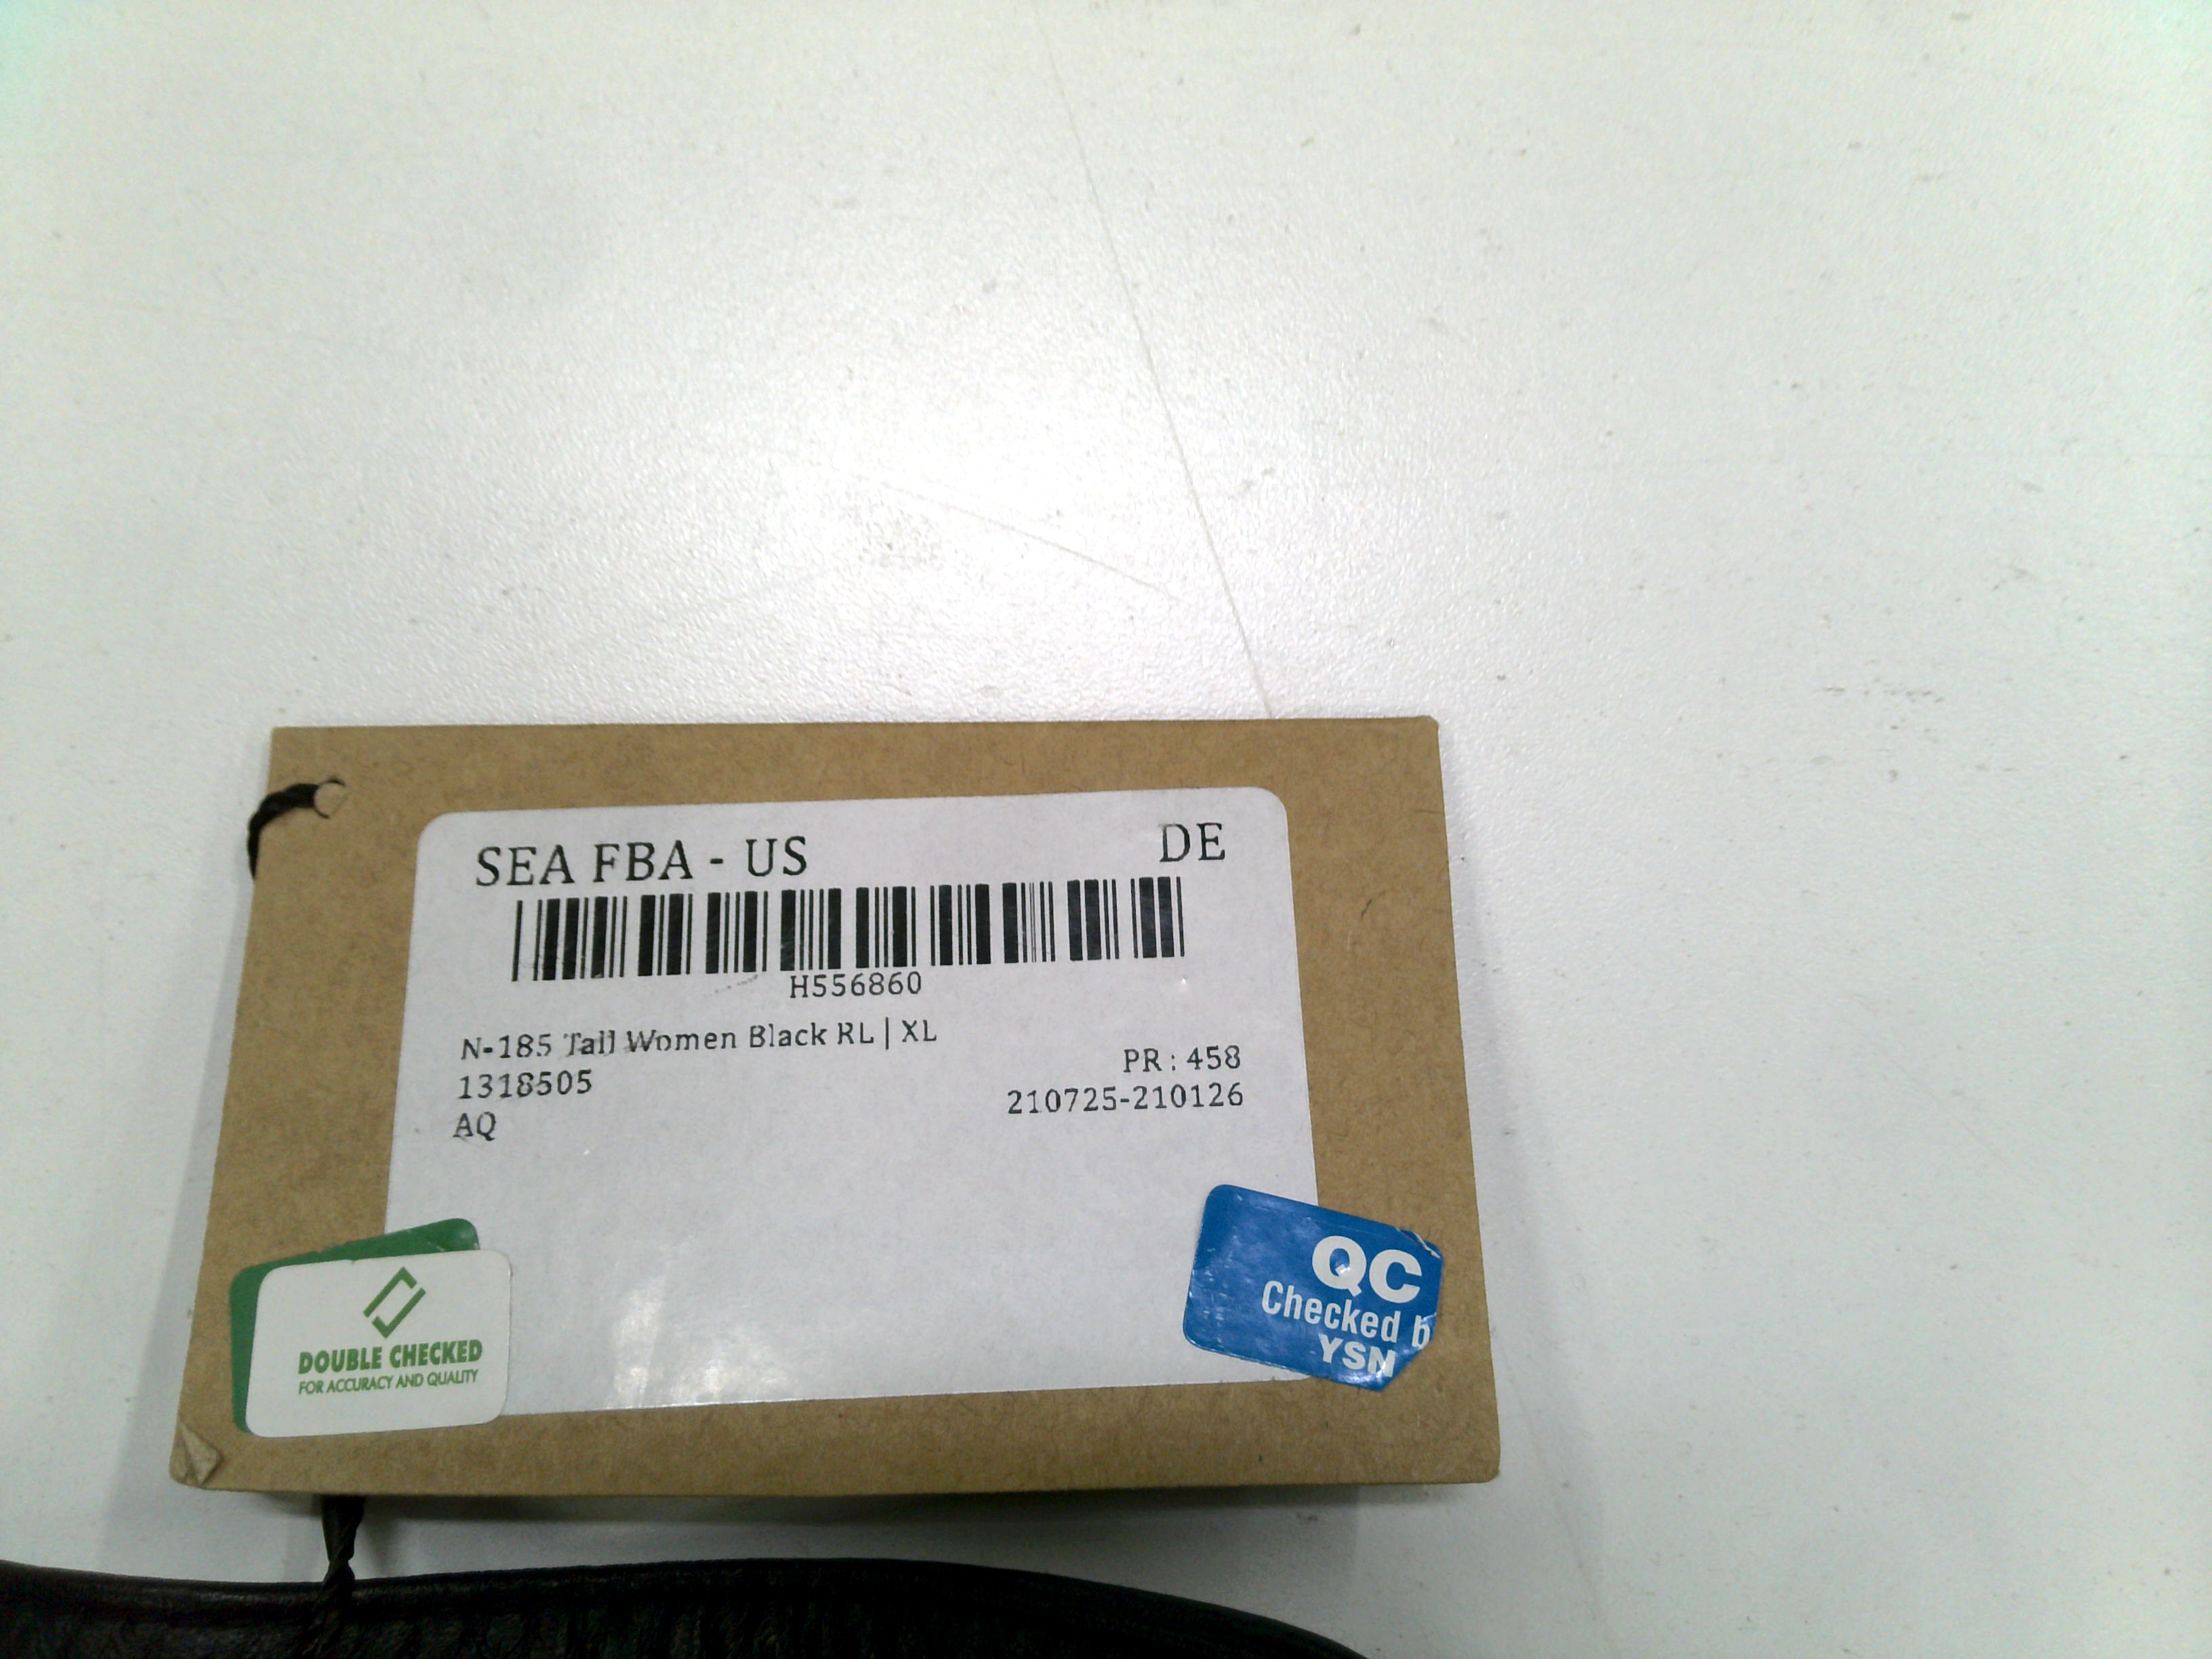 SEA FBA - US DE
H556860
N-185 Tall Women Black RL | XL
1318505
PR : 458
210725-210126
AQ
DOUBLE CHECKED
FOR ACCURACY AND QUALITY
QC
Checked b
YSN